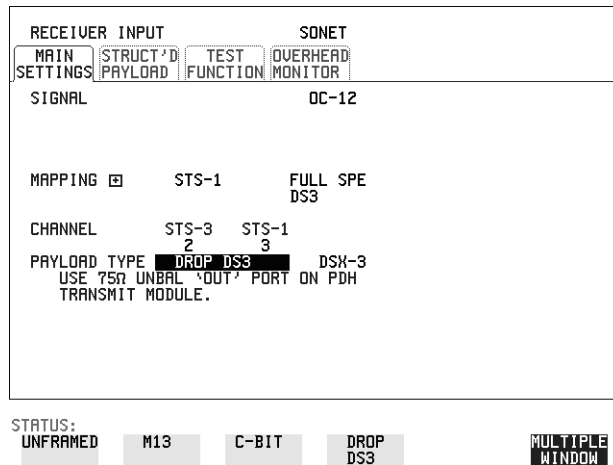 RECEIVER INPUT SONET
MAIN SETTINGS STRUCT'D PAYLOAD TEST FUNCTION OVERHEAD MONITOR
SIGNAL OC-12
MAPPING + STS-1 FULL SPE
DS3
CHANNEL STS-3 STS-1
2 3
PAYLOAD TYPE DROP DS3 DSX-3
USE 75Ω UNBAL 'OUT' PORT ON PDH
TRANSMIT MODULE.
STATUS:
UNFRAMED M13 C-BIT DROP DS3 MULTIPLE WINDOW